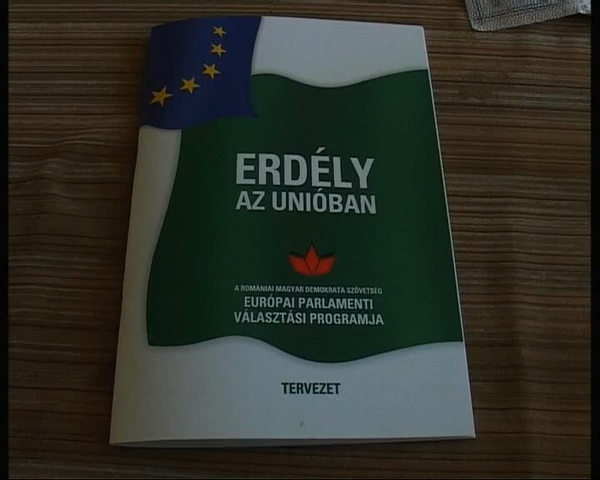 ERDÉLY
AZ UNIÓBAN
A ROMÁNIAI MAGYAR DEMOKRATA SZÖVETSÉG
EURÓPAI PARLAMENTI
VÁLASZTÁSI PROGRAMJA
TERVEZET